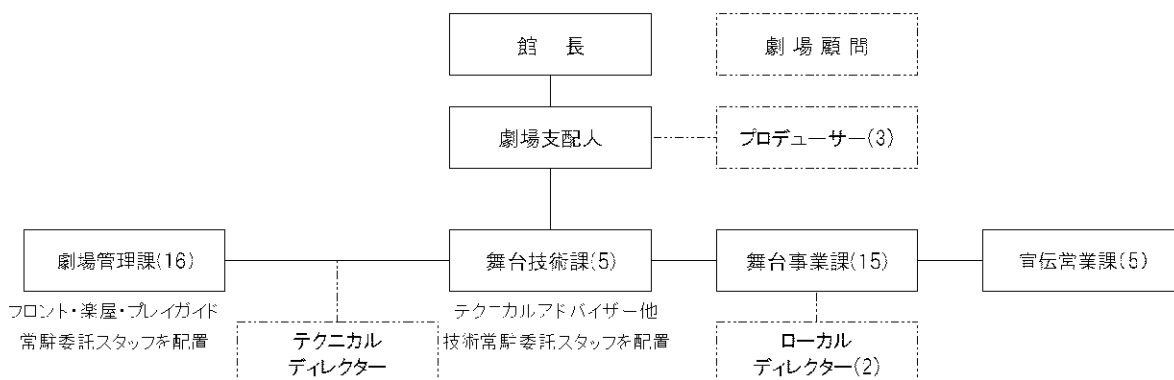 館 長
劇 場 顧 問
劇場支配人
プロデューサー(3)
劇場管理課(16)
舞台技術課(5)
舞台事業課(15)
宣伝営業課(5)
フロント・楽屋・プレイガイド
常駐委託スタッフを配置
テクニカルアドバイザー他
技術常駐委託スタッフを配置
テクニカル
ディレクター
ローカル
ディレクター(2)